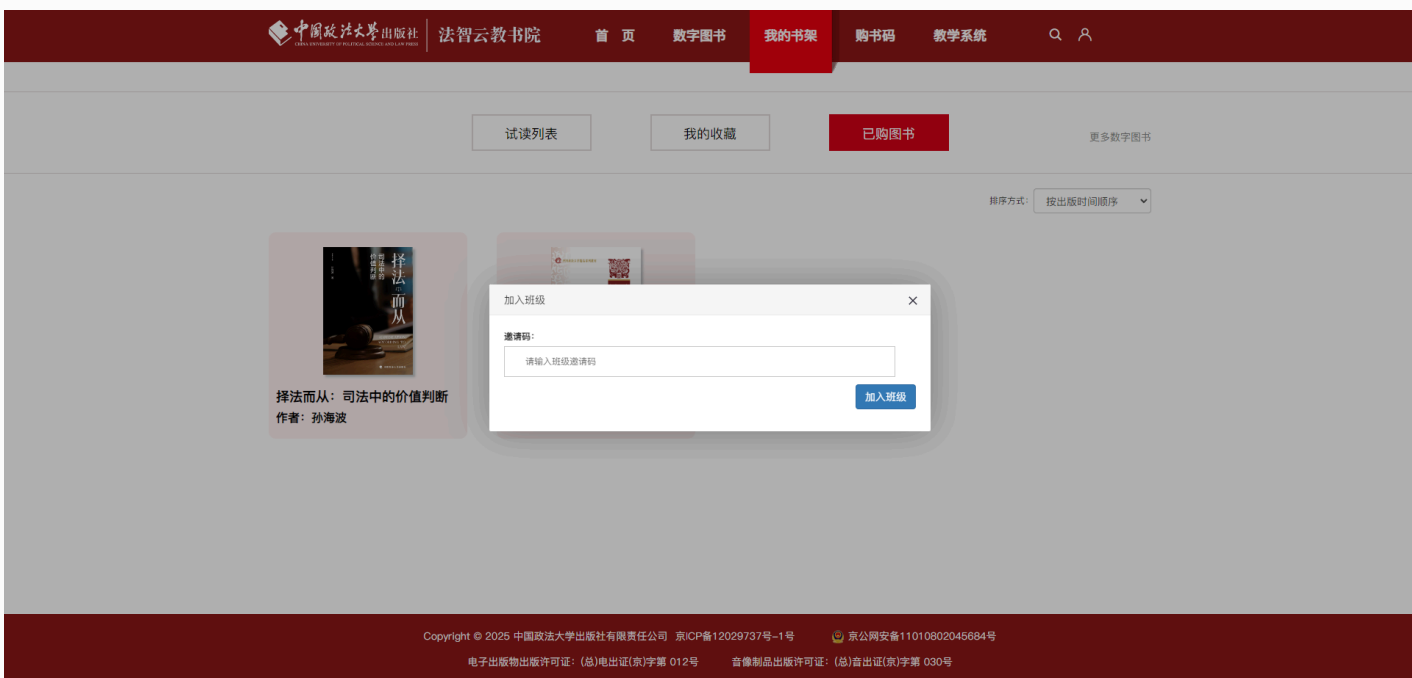 中国政法大学出版社 法智云教书院 首 页 数字图书 我的书架 购书码 教学系统
CHINA UNIVERSITY OF POLITICAL SCIENCE AND LAW PRESS
试读列表 我的收藏 已购图书 更多数字图书
排序方式: 按出版时间顺序
择法而从
司法中的
价值判断
加入班级
邀请码:
请输入班级邀请码
加入班级
择法而从：司法中的价值判断
作者：孙海波
Copyright © 2025 中国政法大学出版社有限责任公司 京ICP备12029737号-1号 京公网安备11010802045684号
电子出版物出版许可证：(总)电出证(京)字第 012号 音像制品出版许可证：(总)音出证(京)字第 030号